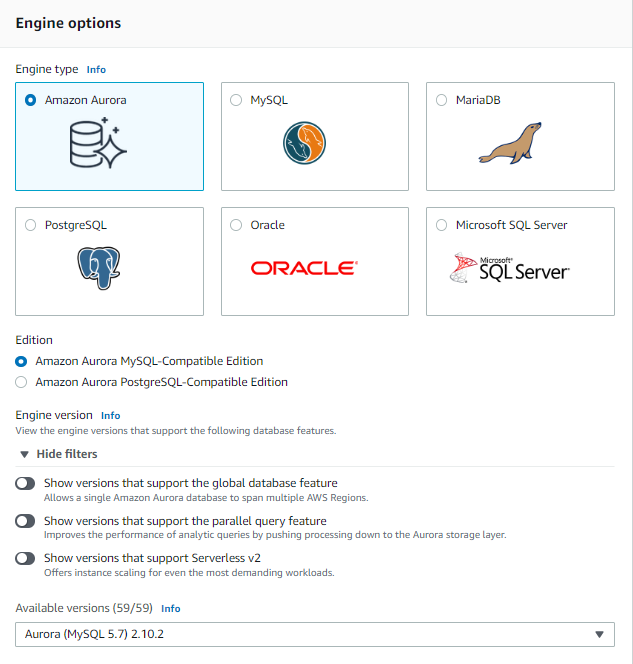 Engine options
Engine type Info
Amazon Aurora
MySQL
MariaDB
PostgreSQL
Oracle
ORACLE®
Microsoft SQL Server
Microsoft®
SQL Server®
Edition
Amazon Aurora MySQL-Compatible Edition
Amazon Aurora PostgreSQL-Compatible Edition
Engine version Info
View the engine versions that support the following database features.
Hide filters
Show versions that support the global database feature
Allows a single Amazon Aurora database to span multiple AWS Regions.
Show versions that support the parallel query feature
Improves the performance of analytic queries by pushing processing down to the Aurora storage layer.
Show versions that support Serverless v2
Offers instance scaling for even the most demanding workloads.
Available versions (59/59) Info
Aurora (MySQL 5.7) 2.10.2